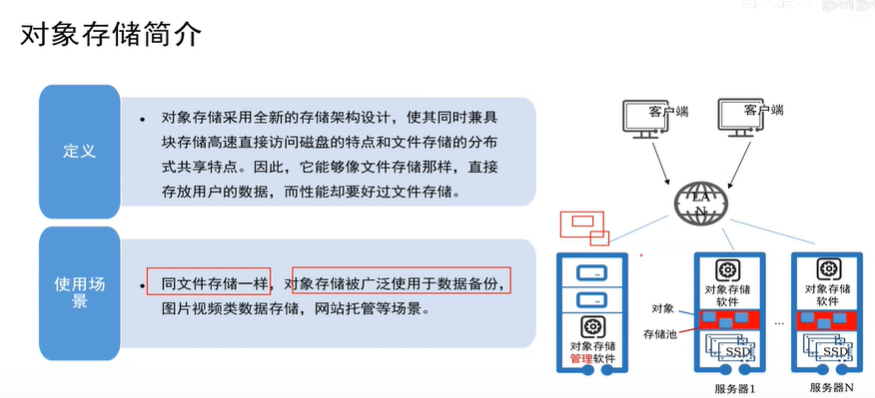 对象存储简介
定义
• 对象存储采用全新的存储架构设计，使其同时兼具
块存储高速直接访问磁盘的特点和文件存储的分布
式共享特点。因此，它能够像文件存储那样，直接
存放用户的数据，而性能却要好过文件存储。
使用场
景
• 同文件存储一样，对象存储被广泛使用于数据备份，
图片视频类数据存储，网站托管等场景。
客户端
客户端
LA
N
对象存储
管理软件
对象存储
软件
对象
存储池
SSD
服务器1
...
对象存储
软件
SSD
服务器N